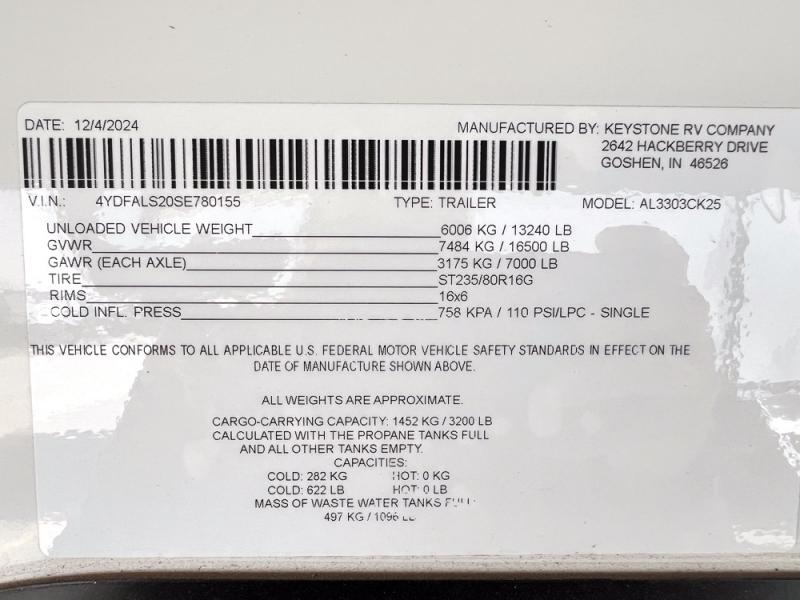 DATE: 12/4/2024 MANUFACTURED BY: KEYSTONE RV COMPANY
2642 HACKBERRY DRIVE
GOSHEN, IN 46526
V.I.N.: 4YDFALS20SE780155 TYPE: TRAILER MODEL: AL3303CK25
UNLOADED VEHICLE WEIGHT 6006 KG / 13240 LB
GVWR 7484 KG / 16500 LB
GAWR (EACH AXLE) 3175 KG / 7000 LB
TIRE ST235/80R16G
RIMS 16x6
COLD INFL. PRESS 758 KPA / 110 PSI/LPC - SINGLE
THIS VEHICLE CONFORMS TO ALL APPLICABLE U.S. FEDERAL MOTOR VEHICLE SAFETY STANDARDS IN EFFECT ON THE
DATE OF MANUFACTURE SHOWN ABOVE.
ALL WEIGHTS ARE APPROXIMATE.
CARGO-CARRYING CAPACITY: 1452 KG / 3200 LB
CALCULATED WITH THE PROPANE TANKS FULL
AND ALL OTHER TANKS EMPTY.
CAPACITIES:
COLD: 282 KG HOT: 0 KG
COLD: 622 LB HOT: 0 LB
MASS OF WASTE WATER TANKS FULL:
497 KG / 1096 LB